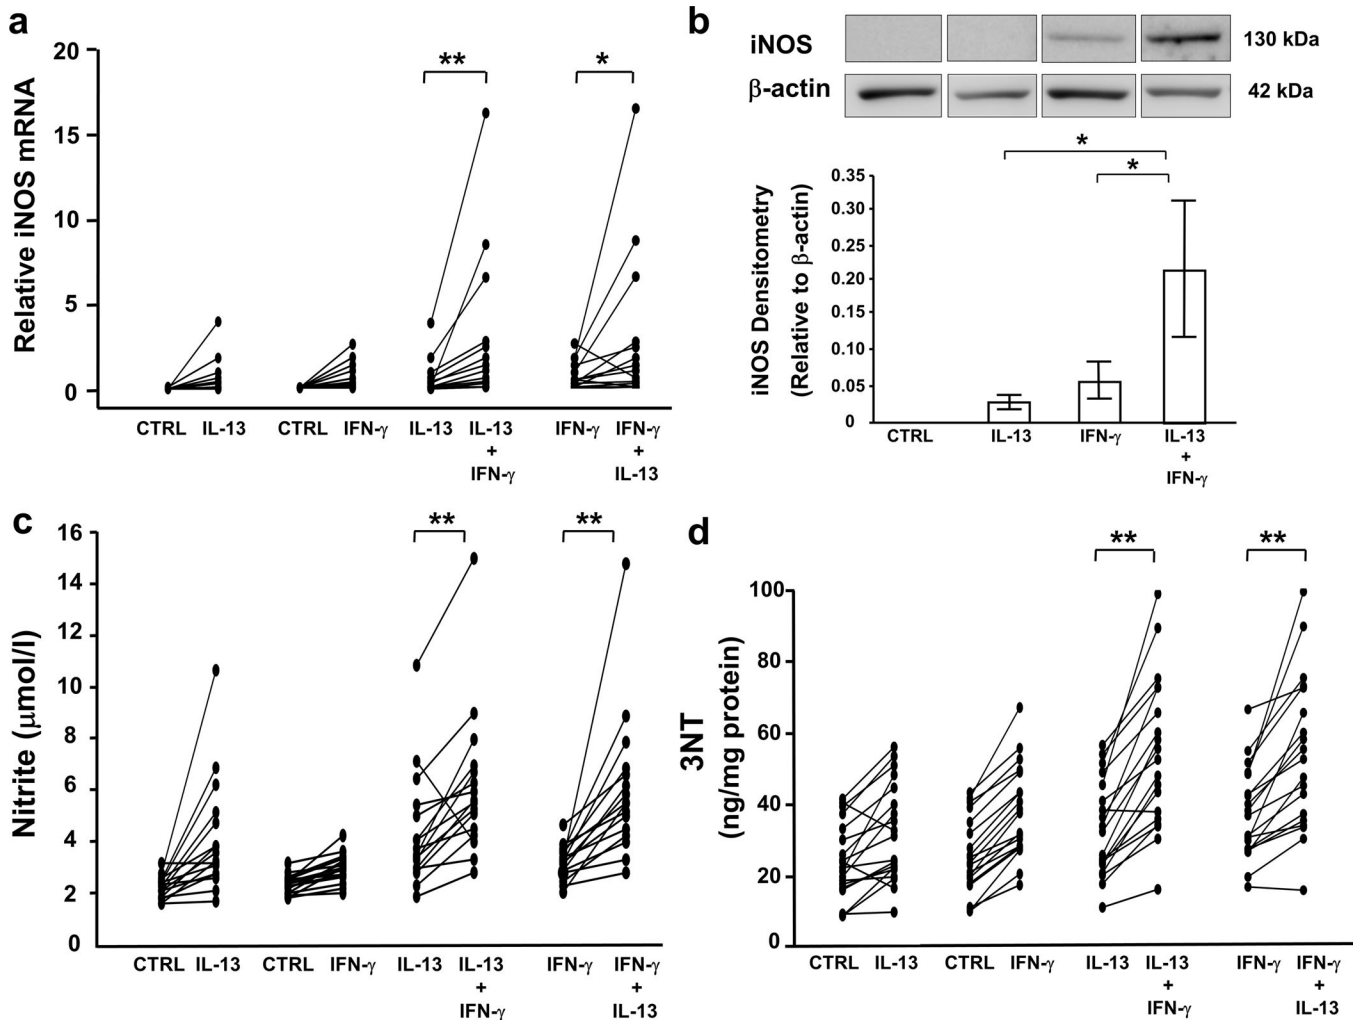 a
20
15
10
5
0
Relative iNOS mRNA
**
*
CTRL IL-13 CTRL IFN-γ IL-13 IL-13 + IFN-γ IFN-γ IFN-γ + IL-13
b
iNOS 130 kDa
β-actin 42 kDa
*
*
0.35
0.30
0.25
0.20
0.10
0.05
0
iNOS Densitometry
(Relative to β-actin)
CTRL IL-13 IFN-γ IL-13 + IFN-γ
c
16
14
12
10
8
6
4
2
0
Nitrite (μmol/l)
**
**
CTRL IL-13 CTRL IFN-γ IL-13 IL-13 + IFN-γ IFN-γ IFN-γ + IL-13
d
100
80
60
40
20
0
3NT
(ng/mg protein)
**
**
CTRL IL-13 CTRL IFN-γ IL-13 IL-13 + IFN-γ IFN-γ IFN-γ + IL-13